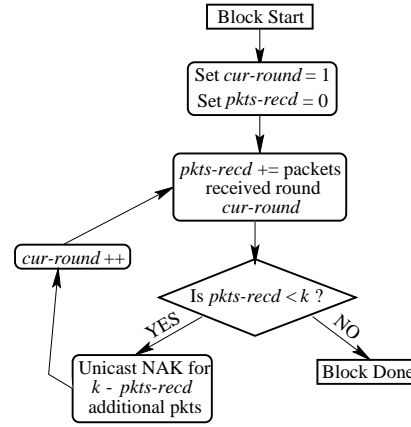 Block Start
Set cur-round = 1
Set pkts-recd = 0
pkts-recd += packets
received round
cur-round
cur-round ++
Is pkts-recd < k ?
YES
NO
Unicast NAK for
k - pkts-recd
additional pkts
Block Done